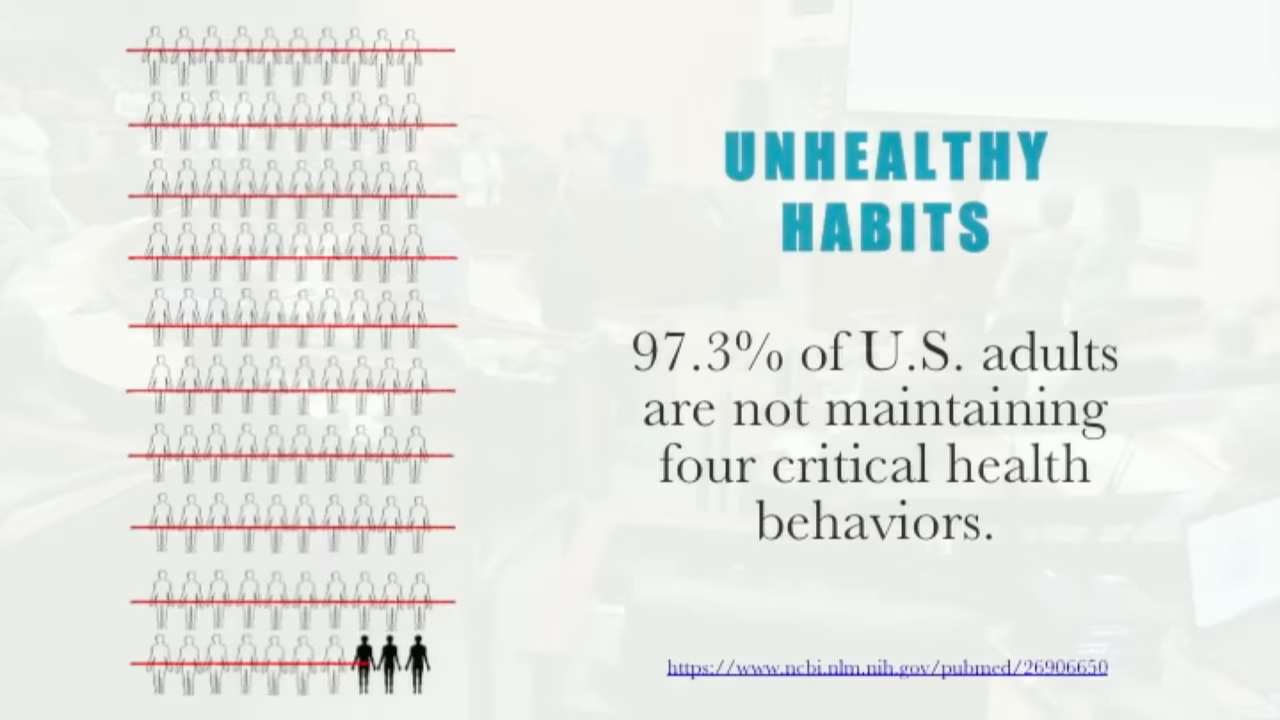 UNHEALTHY
HABITS
97.3% of U.S. adults
are not maintaining
four critical health
behaviors.
https://www.ncbi.nlm.nih.gov/pubmed/26906650